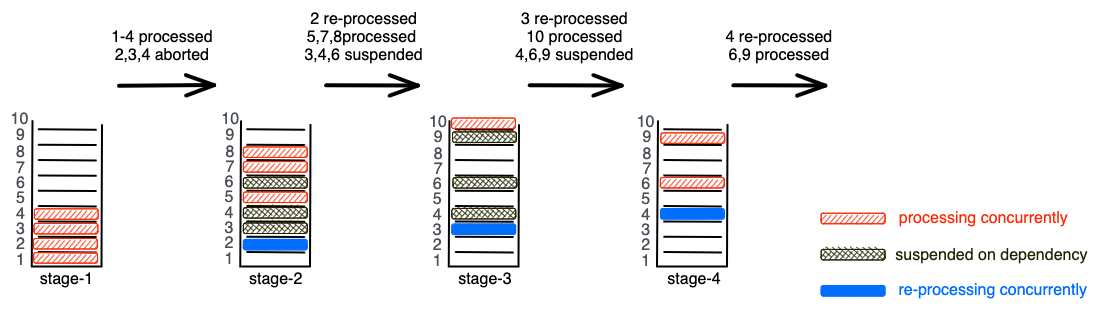 1-4 processed
2,3,4 aborted
2 re-processed
5,7,8processed
3,4,6 suspended
3 re-processed
10 processed
4,6,9 suspended
4 re-processed
6,9 processed
10
9
8
7
6
5
4
3
2
1
stage-1
10
9
8
7
6
5
4
3
2
1
stage-2
10
9
8
7
6
5
4
3
2
1
stage-3
10
9
8
7
6
5
4
3
2
1
stage-4
processing concurrently
suspended on dependency
re-processing concurrently